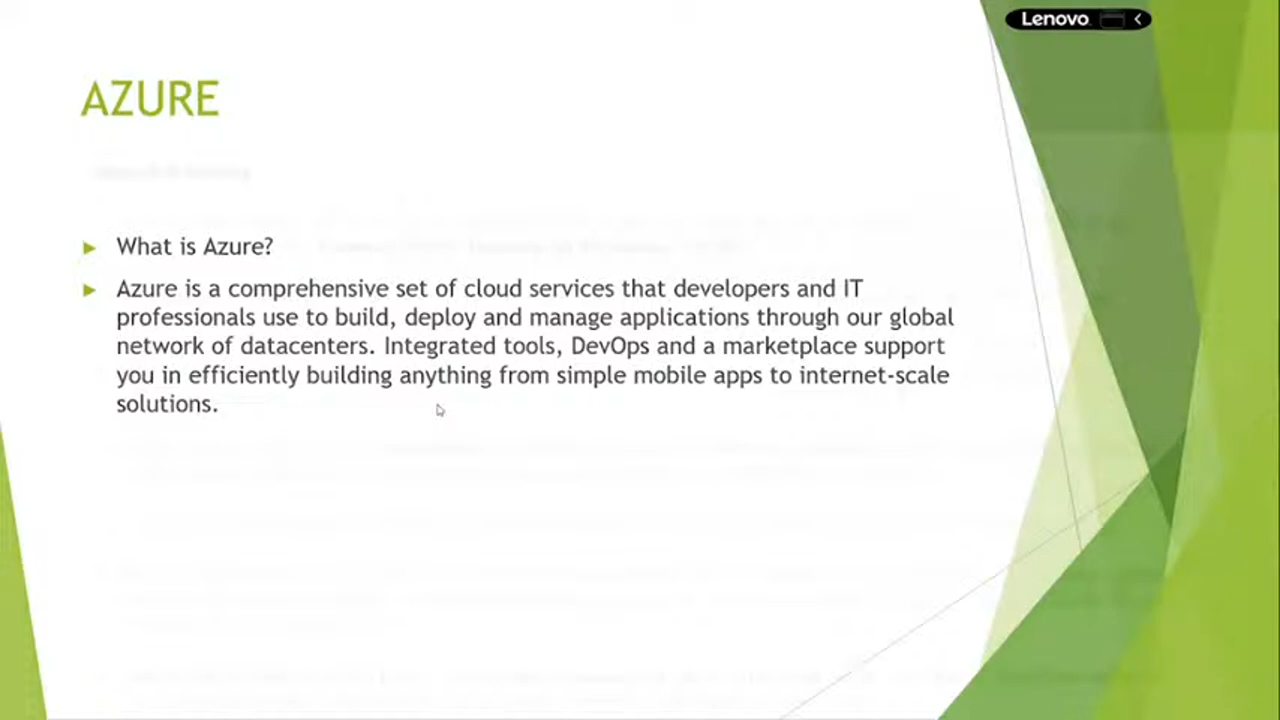 Lenovo
AZURE
What is Azure?
Azure is a comprehensive set of cloud services that developers and IT
professionals use to build, deploy and manage applications through our global
network of datacenters. Integrated tools, DevOps and a marketplace support
you in efficiently building anything from simple mobile apps to internet-scale
solutions.